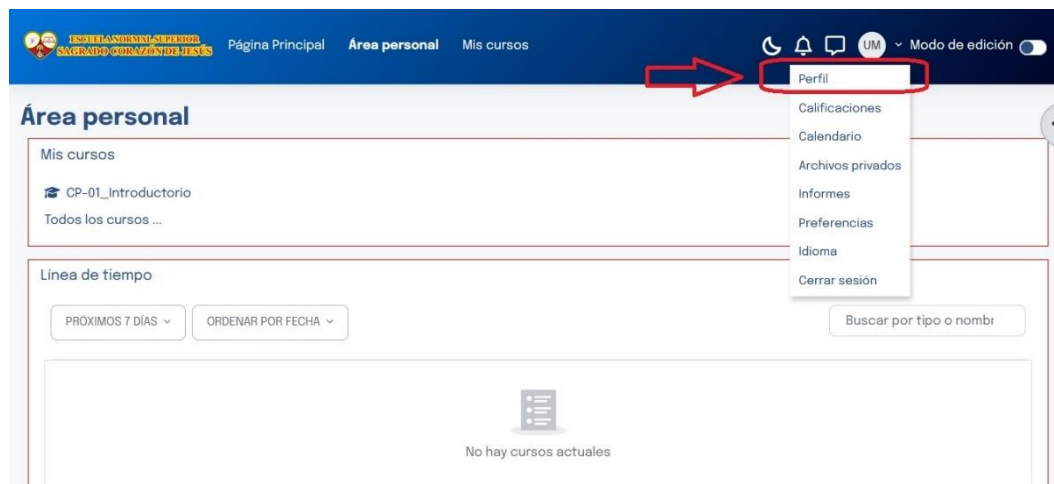 ESCUELA NORMAL SUPERIOR
SAGRADO CORAZÓN DE JESÚS
Página Principal Área personal Mis cursos UM Modo de edición
Perfil
Calificaciones
Calendario
Archivos privados
Informes
Preferencias
Idioma
Cerrar sesión
Área personal
Mis cursos
CP-01_Introductorio
Todos los cursos ...
Línea de tiempo
PRÓXIMOS 7 DÍAS ORDENAR POR FECHA Buscar por tipo o nombr
No hay cursos actuales